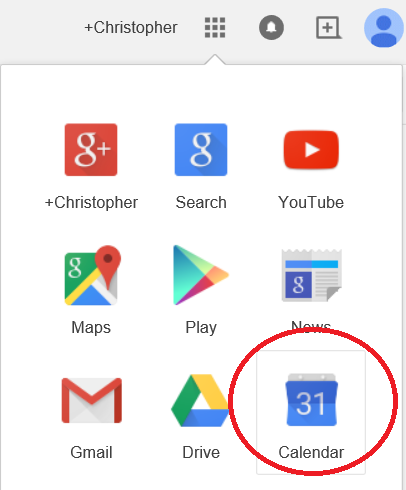 +Christopher
g+ g
+Christopher Search YouTube
g g
Maps Play News
31
Gmail Drive Calendar